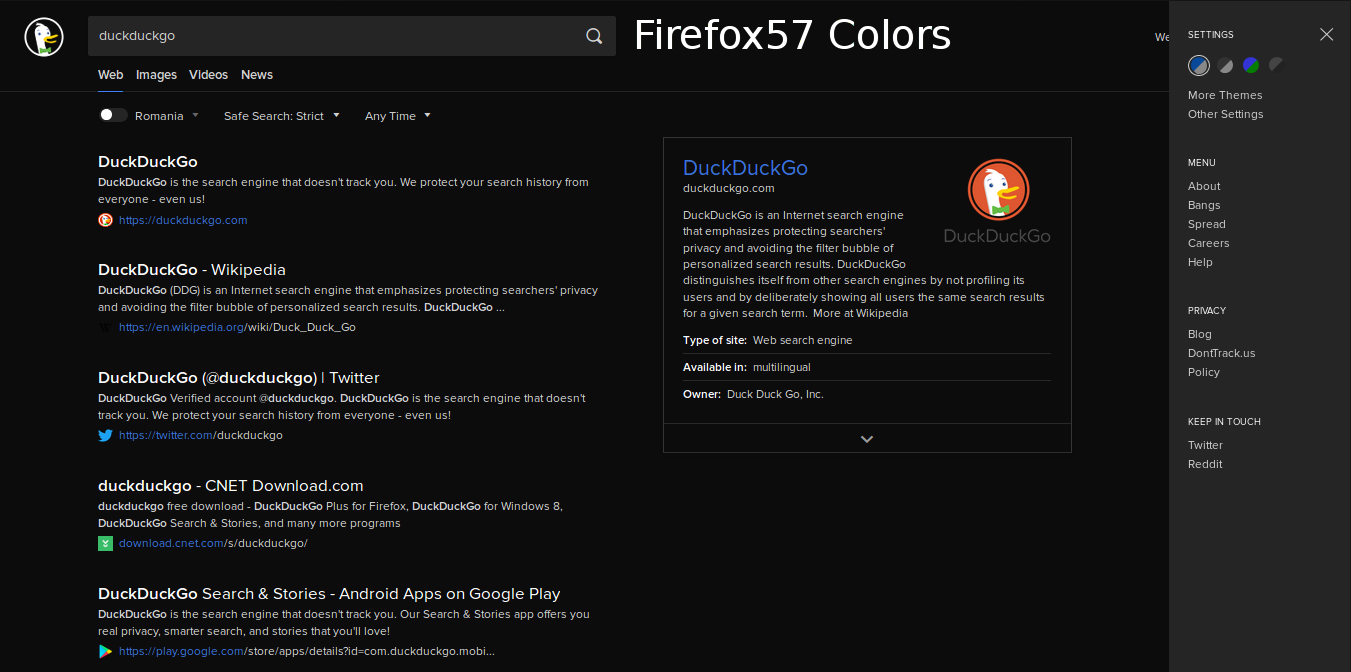 duckduckgo
Firefox57 Colors
We
Web Images Videos News
Romania Safe Search: Strict Any Time
DuckDuckGo
DuckDuckGo is the search engine that doesn't track you. We protect your search history from
everyone - even us!
https://duckduckgo.com
DuckDuckGo - Wikipedia
DuckDuckGo (DDG) is an Internet search engine that emphasizes protecting searchers' privacy
and avoiding the filter bubble of personalized search results. DuckDuckGo ...
https://en.wikipedia.org/wiki/Duck_Duck_Go
DuckDuckGo (@duckduckgo) | Twitter
DuckDuckGo Verified account @duckduckgo. DuckDuckGo is the search engine that doesn't
track you. We protect your search history from everyone - even us!
https://twitter.com/duckduckgo
duckduckgo - CNET Download.com
duckduckgo free download - DuckDuckGo Plus for Firefox, DuckDuckGo for Windows 8,
DuckDuckGo Search & Stories, and many more programs
download.cnet.com/s/duckduckgo/
DuckDuckGo Search & Stories - Android Apps on Google Play
DuckDuckGo is the search engine that doesn't track you. Our Search & Stories app offers you
real privacy, smarter search, and stories that you'll love!
https://play.google.com/store/apps/details?id=com.duckduckgo.mobi...
DuckDuckGo
duckduckgo.com
DuckDuckGo is an Internet search engine
that emphasizes protecting searchers'
privacy and avoiding the filter bubble of
personalized search results. DuckDuckGo
distinguishes itself from other search engines by not profiling its
users and by deliberately showing all users the same search results
for a given search term. More at Wikipedia
DuckDuckGo
Type of site: Web search engine
Available in: multilingual
Owner: Duck Duck Go, Inc.
SETTINGS
More Themes
Other Settings
MENU
About
Bangs
Spread
Careers
Help
PRIVACY
Blog
DontTrack.us
Policy
KEEP IN TOUCH
Twitter
Reddit